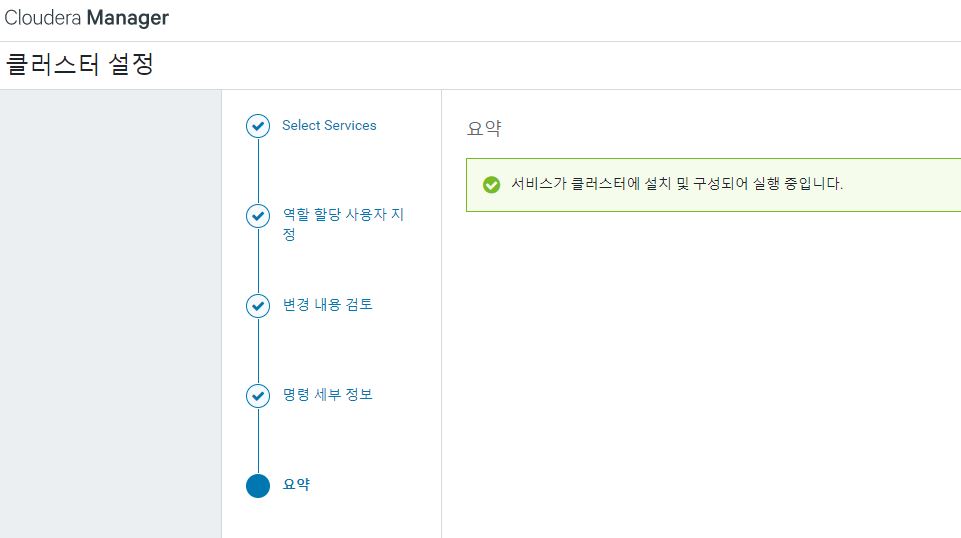 Cloudera Manager
클러스터 설정
Select Services
역할 할당 사용자 지
정
변경 내용 검토
명령 세부 정보
요약
요약
서비스가 클러스터에 설치 및 구성되어 실행 중입니다.